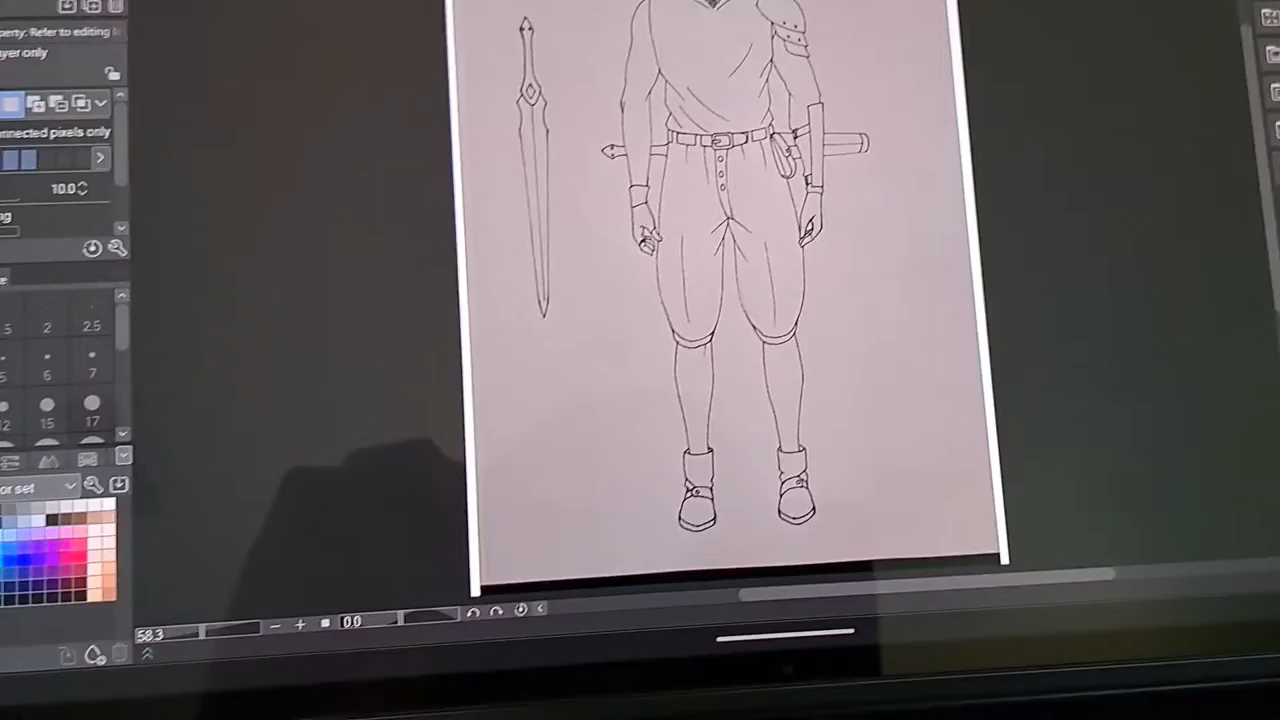 perty: Refer to editing l
yer only
nnected pixels only
10.0
ng
.5 2 2.5
5 6 7
12 15 17
or set
58.3 0.0